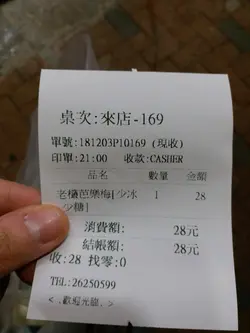 桌次:來店-169
單號:181203P10169 (現收)
印單:21:00 收款:CASHER
品名 數量 金額
老欉芭樂梅[少冰 1 28
少糖]
消費額: 28元
結帳額: 28元
收:28 找零:0
TEL:26250599
< .歡迎光臨. >